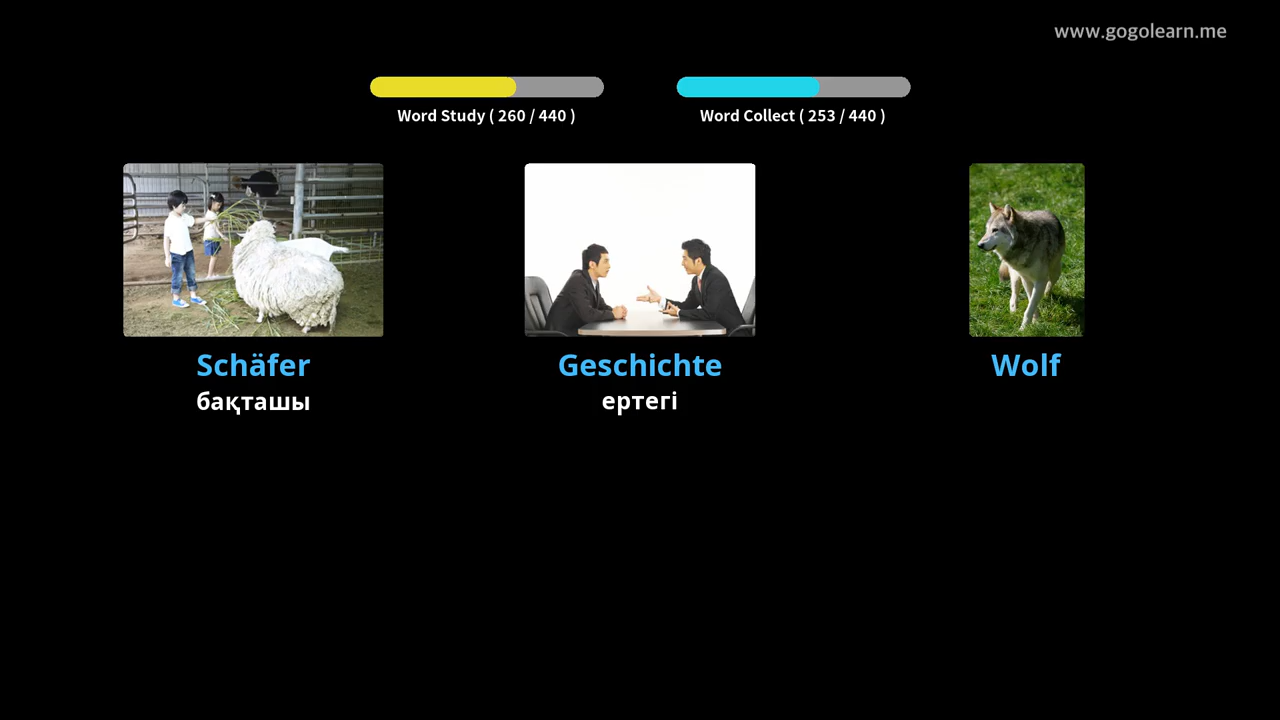 www.gogolearn.me
Word Study ( 260 / 440 )
Word Collect ( 253 / 440 )
Schäfer
Geschichte
Wolf
бақташы
ертегі